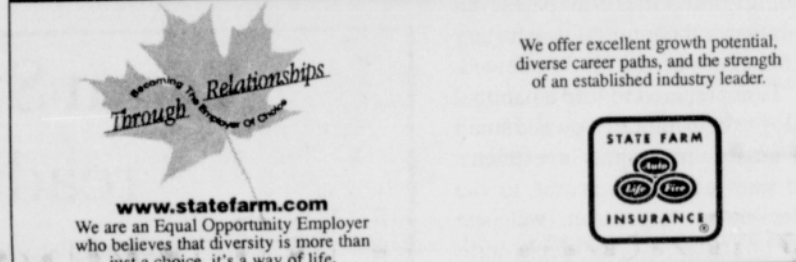 Becoming The Employer Of Choice
Through Relationships
www.statefarm.com
We are an Equal Opportunity Employer
who believes that diversity is more than
just a choice, it's a way of life.
We offer excellent growth potential,
diverse career paths, and the strength
of an established industry leader.
STATE FARM
Auto
Life Fire
INSURANCE
®